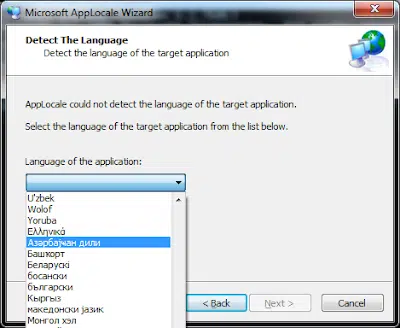 Microsoft AppLocale Wizard
Detect The Language
Detect the language of the target application
AppLocale could not detect the language of the target application.
Select the language of the target application from the list below.
Language of the application:
U'zbek
Wolof
Yoruba
Ελληνικά
Азәрбајҹан дили
Башҡорт
Беларускі
босански
български
Кыргыз
македонски јазик
Монгол хэл
< Back
Next >
Cancel